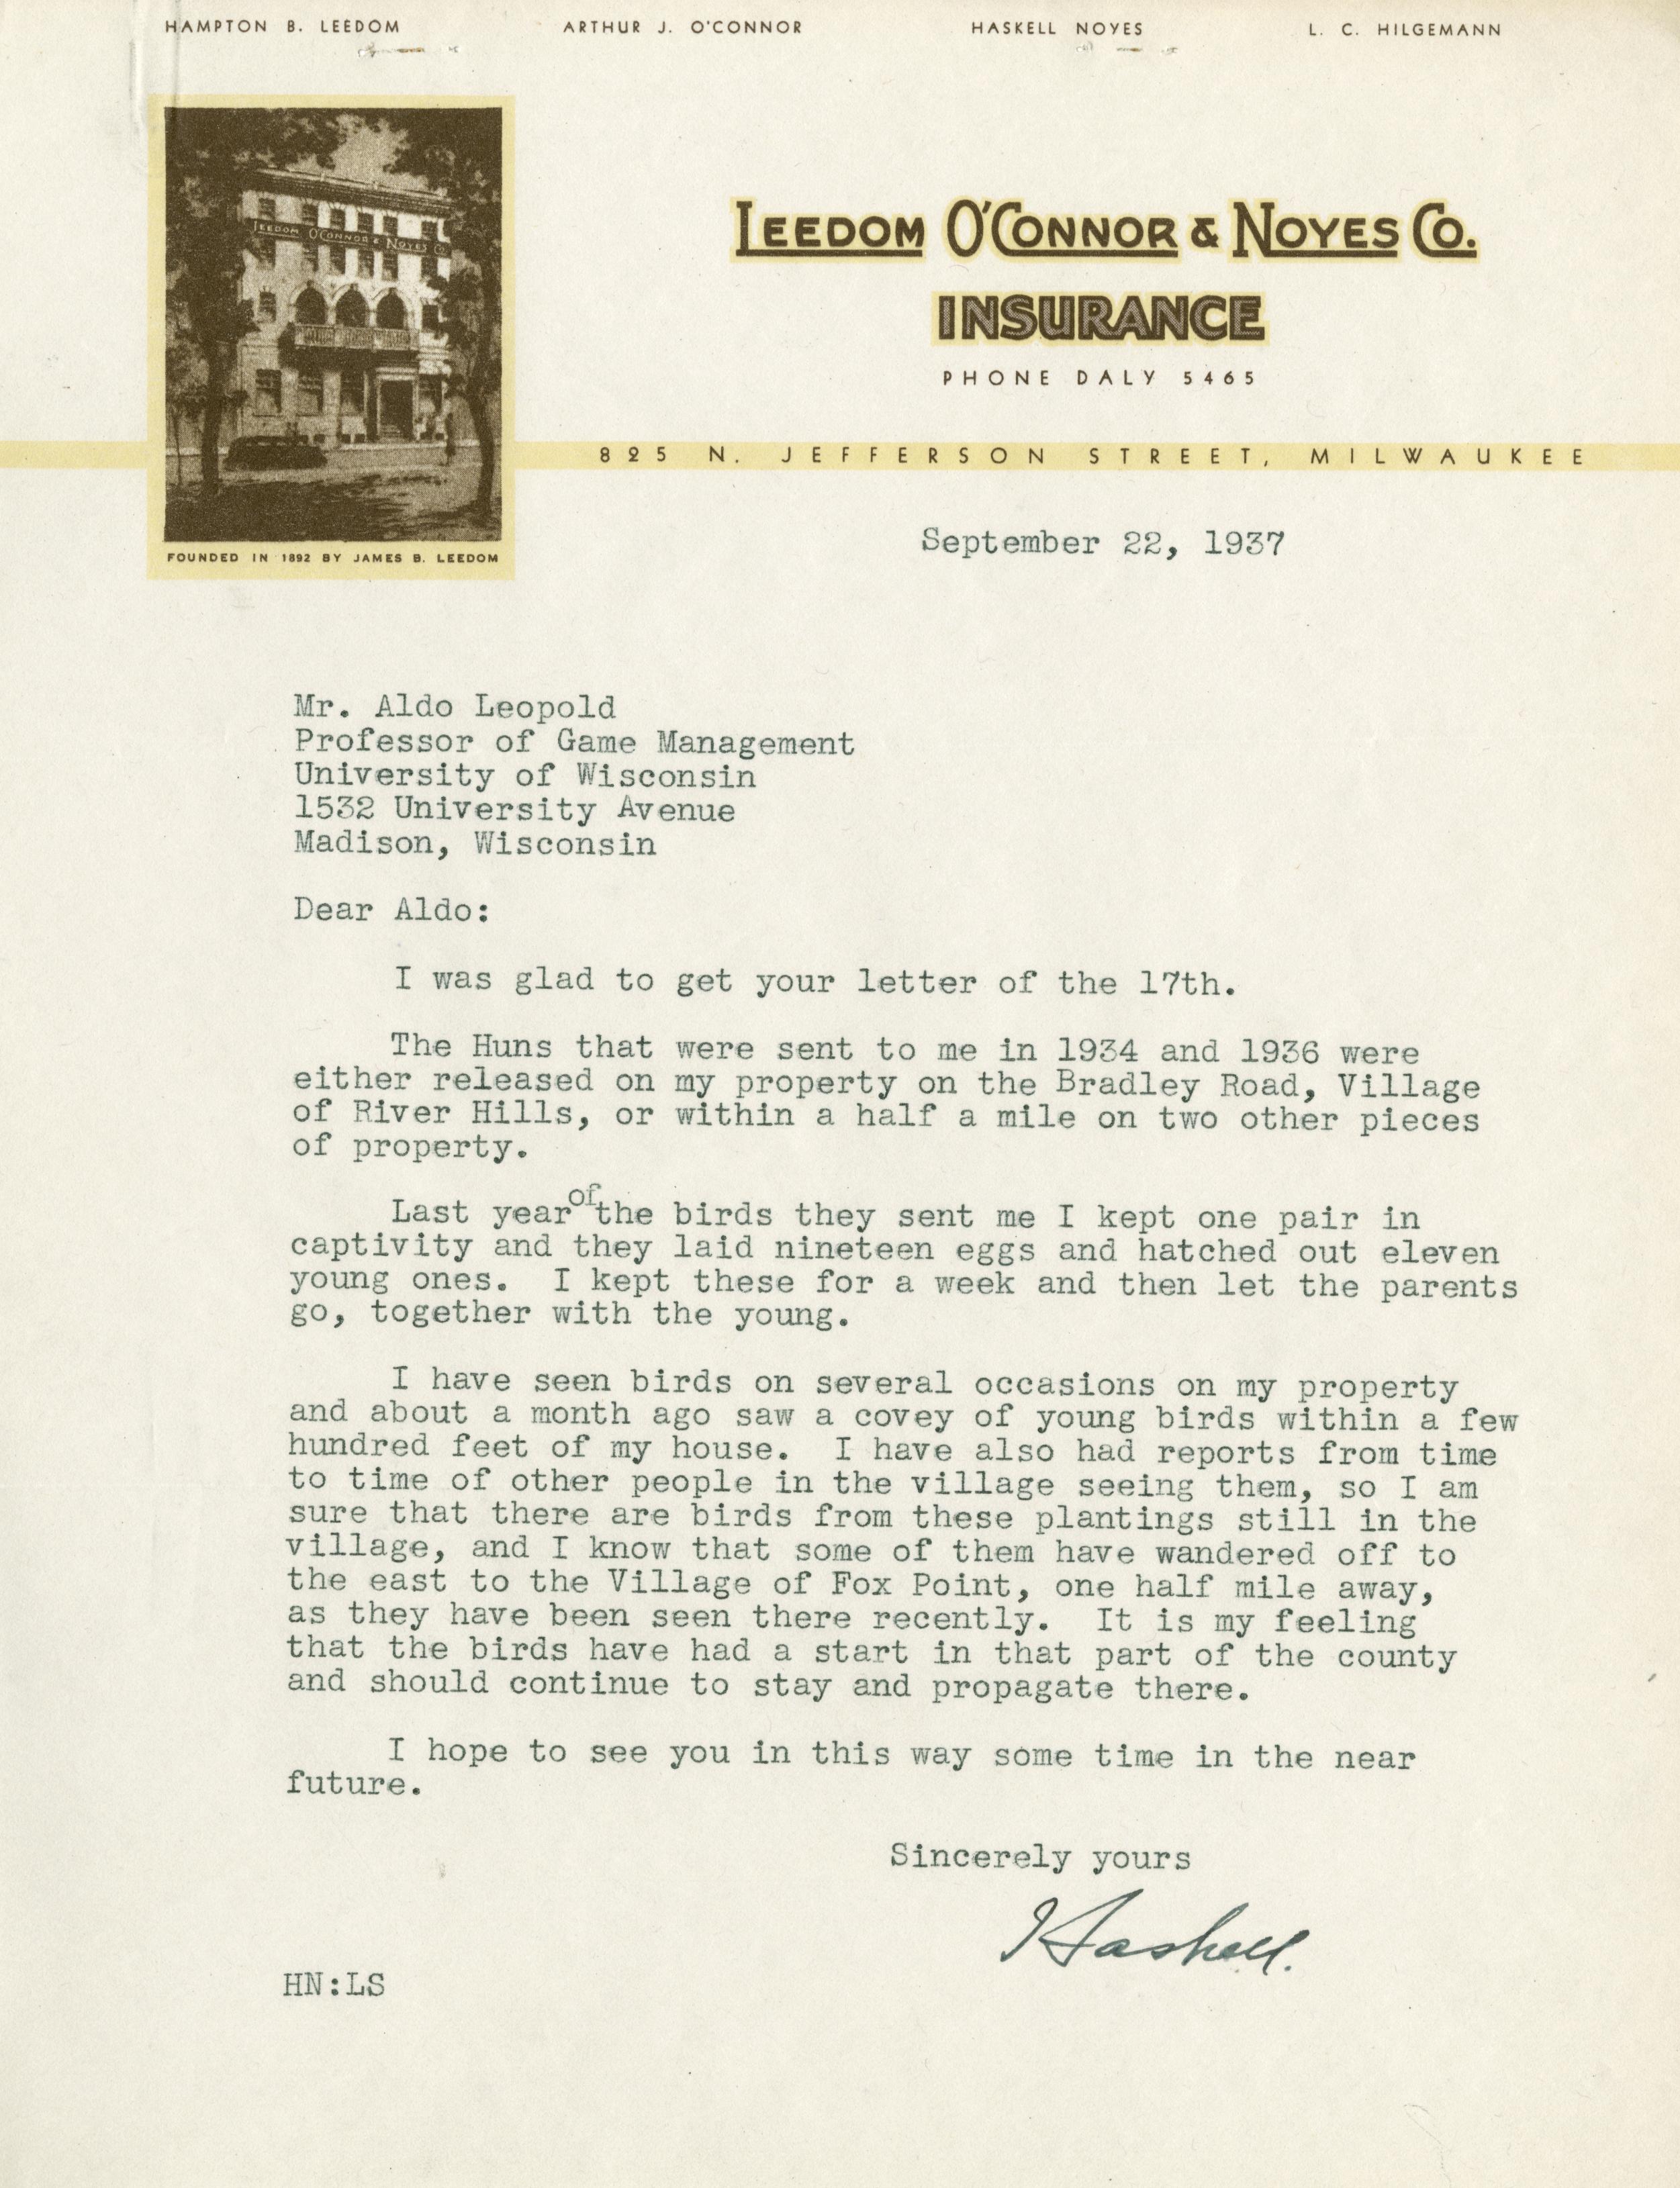 HAMPTON B. LEEDOM ARTHUR J. O'CONNOR HASKELL NOYES L. C. HILGEMANN
LEEDOM O'CONNOR & NOYES CO.
LEEDOM O'CONNOR & NOYES CO.
INSURANCE
PHONE DALY 5465
825 N. JEFFERSON STREET, MILWAUKEE
FOUNDED IN 1892 BY JAMES B. LEEDOM
September 22, 1937
Mr. Aldo Leopold
Professor of Game Management
University of Wisconsin
1532 University Avenue
Madison, Wisconsin
Dear Aldo:
I was glad to get your letter of the 17th.
The Huns that were sent to me in 1934 and 1936 were
either released on my property on the Bradley Road, Village
of River Hills, or within a half a mile on two other pieces
of property.
Last year of the birds they sent me I kept one pair in
captivity and they laid nineteen eggs and hatched out eleven
young ones. I kept these for a week and then let the parents
go, together with the young.
I have seen birds on several occasions on my property
and about a month ago saw a covey of young birds within a few
hundred feet of my house. I have also had reports from time
to time of other people in the village seeing them, so I am
sure that there are birds from these plantings still in the
village, and I know that some of them have wandered off to
the east to the Village of Fox Point, one half mile away,
as they have been seen there recently. It is my feeling
that the birds have had a start in that part of the county
and should continue to stay and propagate there.
I hope to see you in this way some time in the near
future.
Sincerely yours
Haskell.
HN:LS